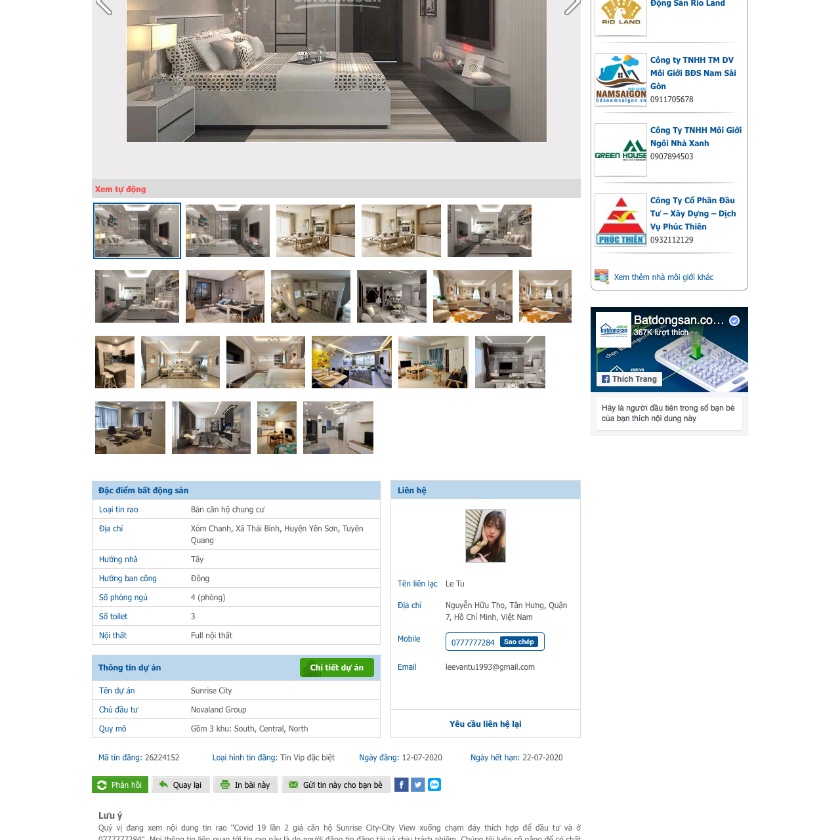 Động Sản Rio Land
RIO LAND
Công ty TNHH TM DV
Môi Giới BĐS Nam Sài
Gòn
0911705678
NAMSAIGON
bdsnamsaigon.vn
Công Ty TNHH Môi Giới
Ngôi Nhà Xanh
0907894503
GREEN HOUSE
Công Ty Cổ Phần Đầu
Tư – Xây Dựng – Dịch
Vụ Phúc Thiên
0932112129
PHÚC THIÊN
Xem thêm nhà môi giới khác
Xem tự động
Batdongsan.co...
367K lượt thích
Thích Trang
Hãy là người đầu tiên trong số bạn bè
của bạn thích nội dung này
Đặc điểm bất động sản
Loại tin rao Bán căn hộ chung cư
Địa chỉ Xóm Chanh, Xã Thái Bình, Huyện Yên Sơn, Tuyên
Quang
Hướng nhà Tây
Hướng ban công Đông
Số phòng ngủ 4 (phòng)
Số toilet 3
Nội thất Full nội thất
Thông tin dự án Chi tiết dự án
Tên dự án Sunrise City
Chủ đầu tư Novaland Group
Quy mô Gồm 3 khu: South, Central, North
Liên hệ
Tên liên lạc Le Tu
Địa chỉ Nguyễn Hữu Thọ, Tân Hưng, Quận
7, Hồ Chí Minh, Việt Nam
Mobile 0777777284 Sao chép
Email leevantu1993@gmail.com
Yêu cầu liên hệ lại
Mã tin đăng: 26224152 Loại hình tin đăng: Tin Vip đặc biệt Ngày đăng: 12-07-2020 Ngày hết hạn: 22-07-2020
Phản hồi Quay lại In bài này Gửi tin này cho bạn bè
Lưu ý
Quý vị đang xem nội dung tin rao "Covid 19 lần 2 giá căn hộ Sunrise City-City View xuống chạm đáy thích hợp để đầu tư và ở
0777777284". Mọi thông tin liên quan tới tin rao này là do người đăng tin đăng tải và chịu trách nhiệm. Chúng tôi luôn cố gắng để có chất